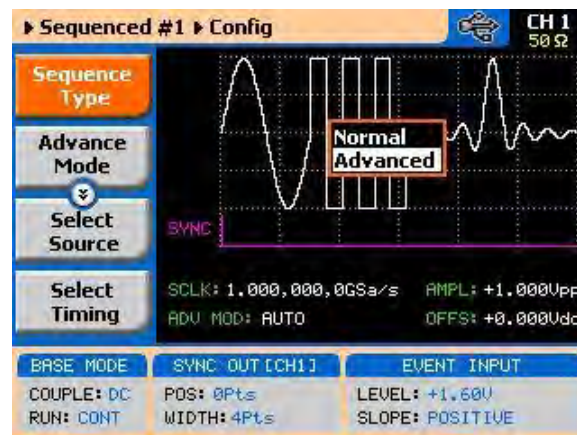 Sequenced #1 Config
CH 1
50 Ω
Sequence
Type
Advance
Mode
Select
Source
Select
Timing
Normal
Advanced
SYNC
SCLK: 1.000,000,0GSa/s
AMPL: +1.000Vpp
ADV MOD: AUTO
OFFS: +0.000Vdc
BASE MODE
COUPLE: DC
RUN: CONT
SYNC OUT [CH1]
POS: 0Pts
WIDTH: 4Pts
EVENT INPUT
LEVEL: +1.60V
SLOPE: POSITIVE